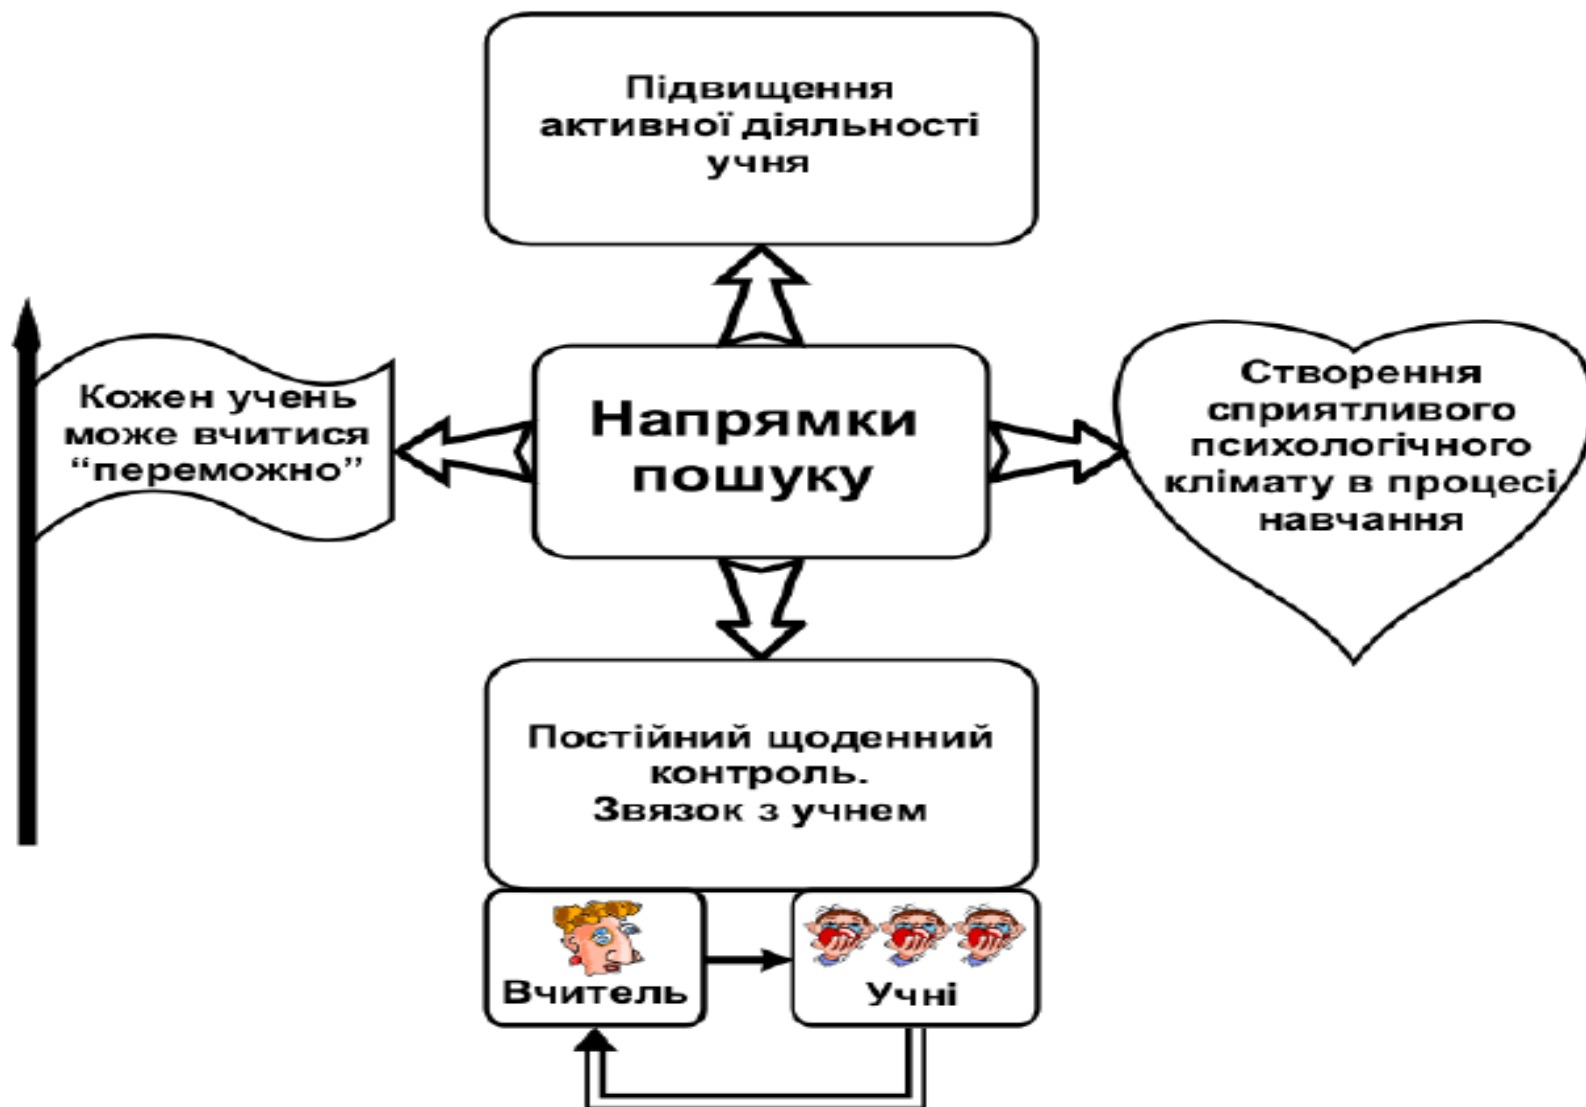 Підвищення
активної діяльності
учня
Кожен учень
може вчитися
“переможно”
Напрямки
пошуку
Створення
сприятливого
психологічного
клімату в процесі
навчання
Постійний щоденний
контроль.
Звязок з учнем
Вчитель
Учні